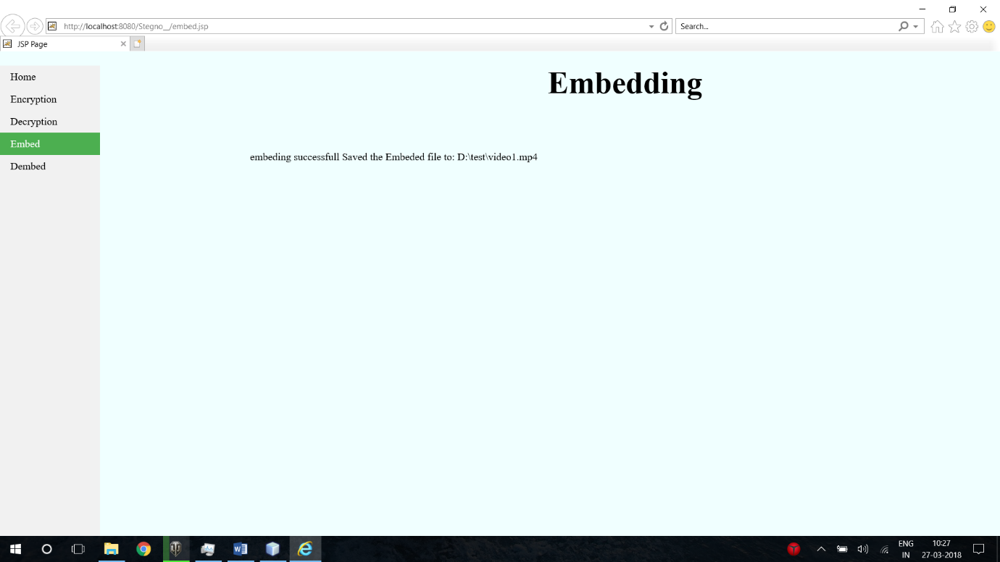 http://localhost:8080/Stegno__/embed.jsp
Search...
JSP Page
Home
Encryption
Decryption
Embed
Dembed
Embedding
embeding successfull Saved the Embeded file to: D:\test\video1.mp4
ENG
IN
10:27
27-03-2018